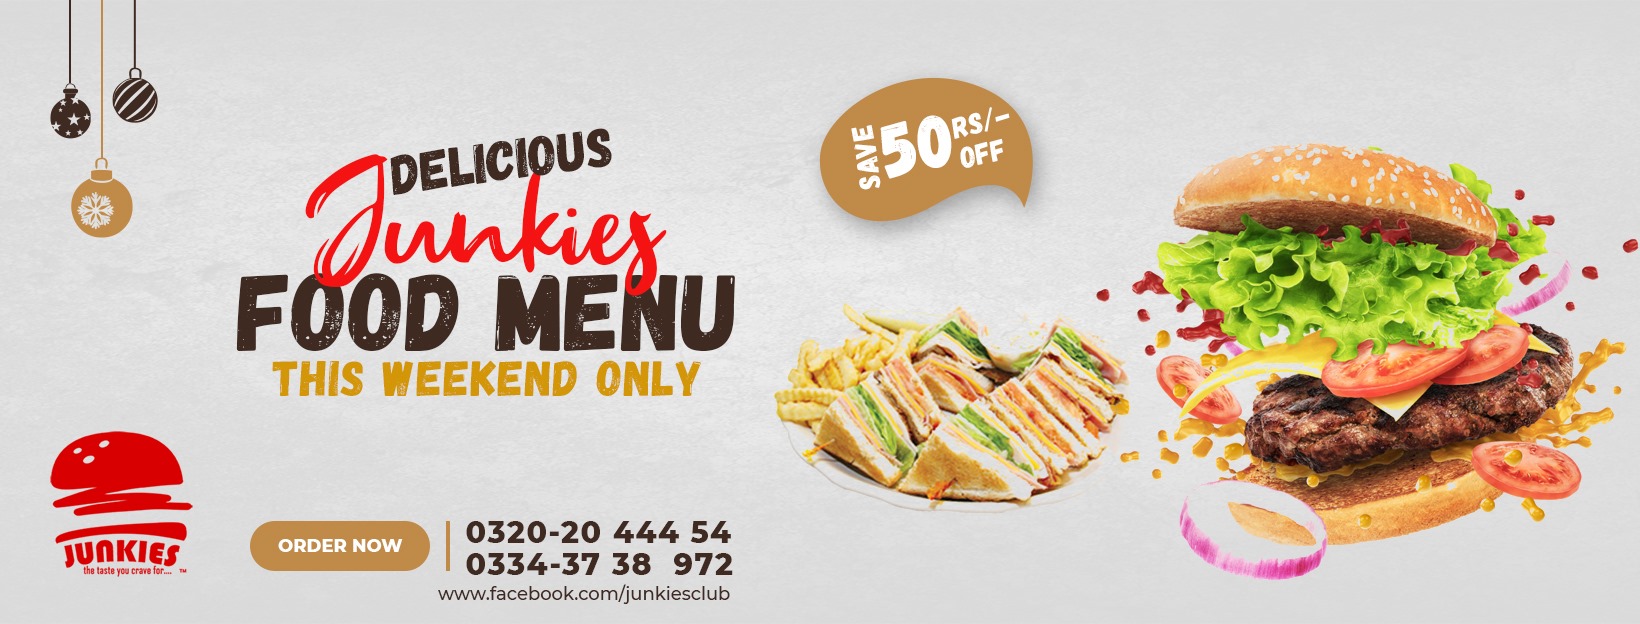 DELICIOUS
Junkies
FOOD MENU
THIS WEEKEND ONLY
SAVE
50
RS/-
OFF
JUNKIES
the taste you crave for.... ™
ORDER NOW
0320-20 444 54
0334-37 38 972
www.facebook.com/junkiesclub